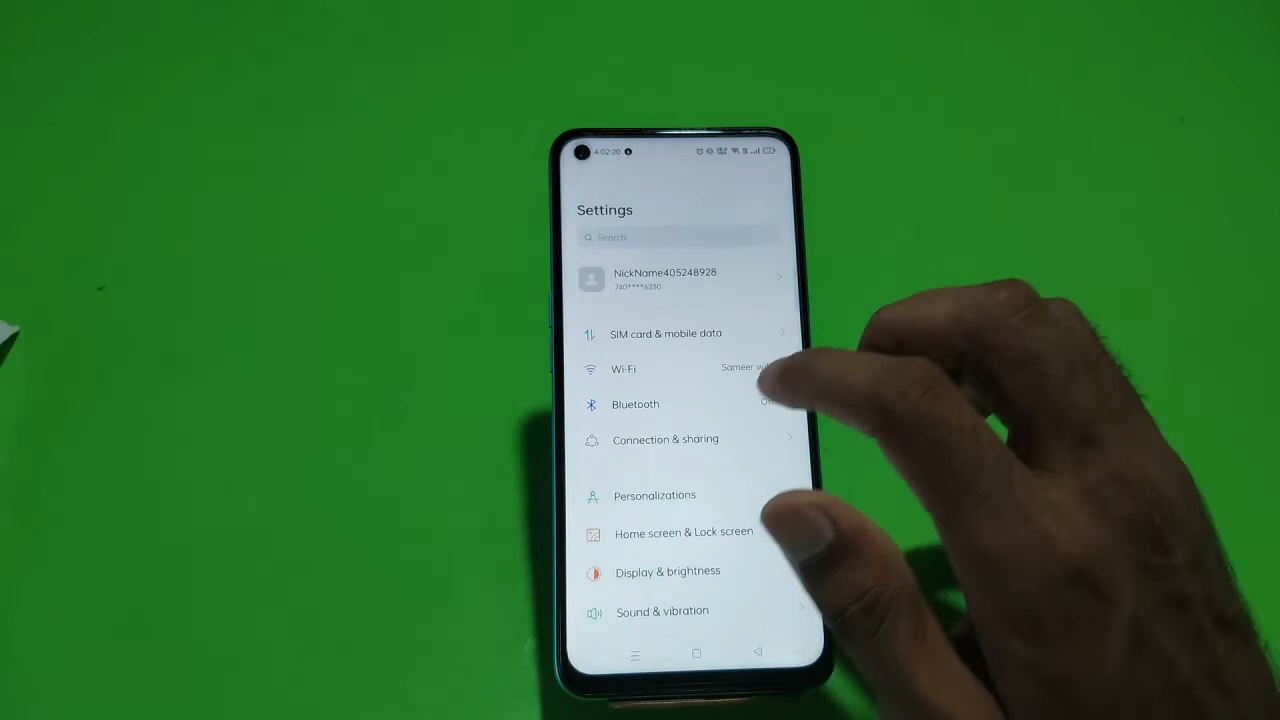 4:02:20
Settings
Search
NickName405248928
740****6230
SIM card & mobile data
Wi-Fi
Sameer
Bluetooth
Connection & sharing
Personalizations
Home screen & Lock screen
Display & brightness
Sound & vibration